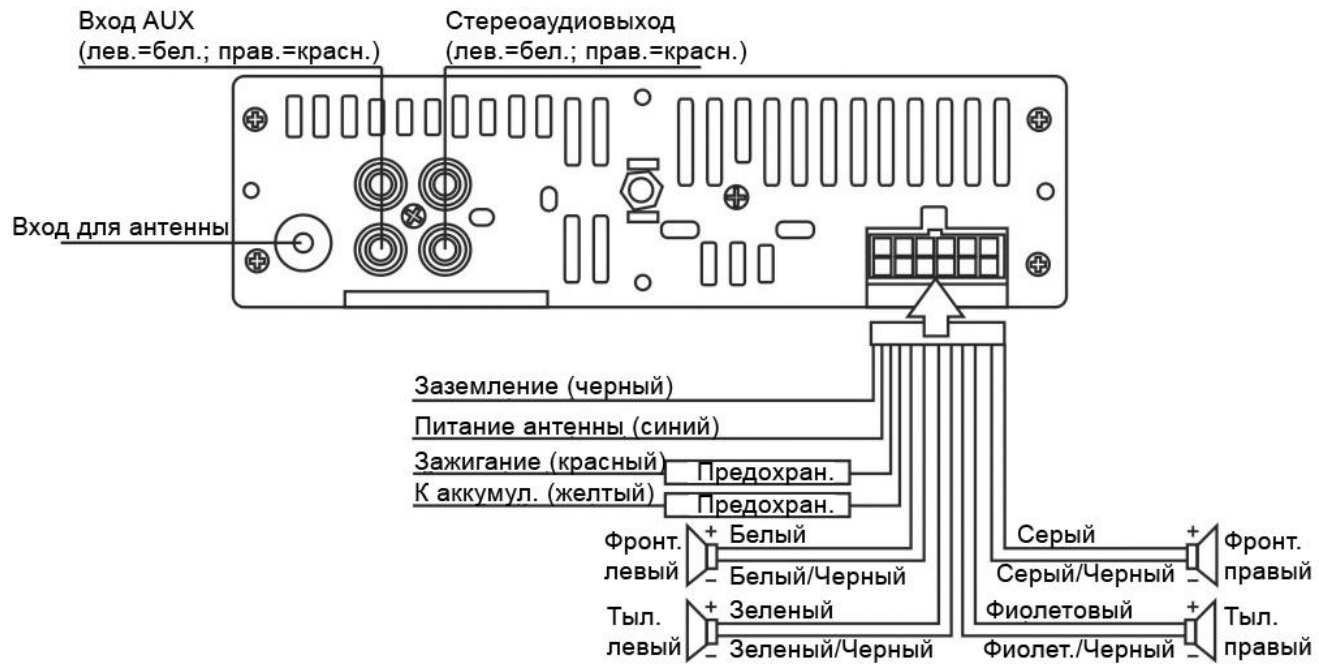 Вход AUX
(лев.=бел.; прав.=красн.)
Стереоаудиовыход
(лев.=бел.; прав.=красн.)
Вход для антенны
Заземление (черный)
Питание антенны (синий)
Зажигание (красный)
Предохран.
К аккумул. (желтый)
Предохран.
Фронт.
левый
+ Белый
– Белый/Черный
Серый +
Серый/Черный –
Фронт.
правый
Тыл.
левый
+ Зеленый
– Зеленый/Черный
Фиолетовый +
Фиолет./Черный –
Тыл.
правый